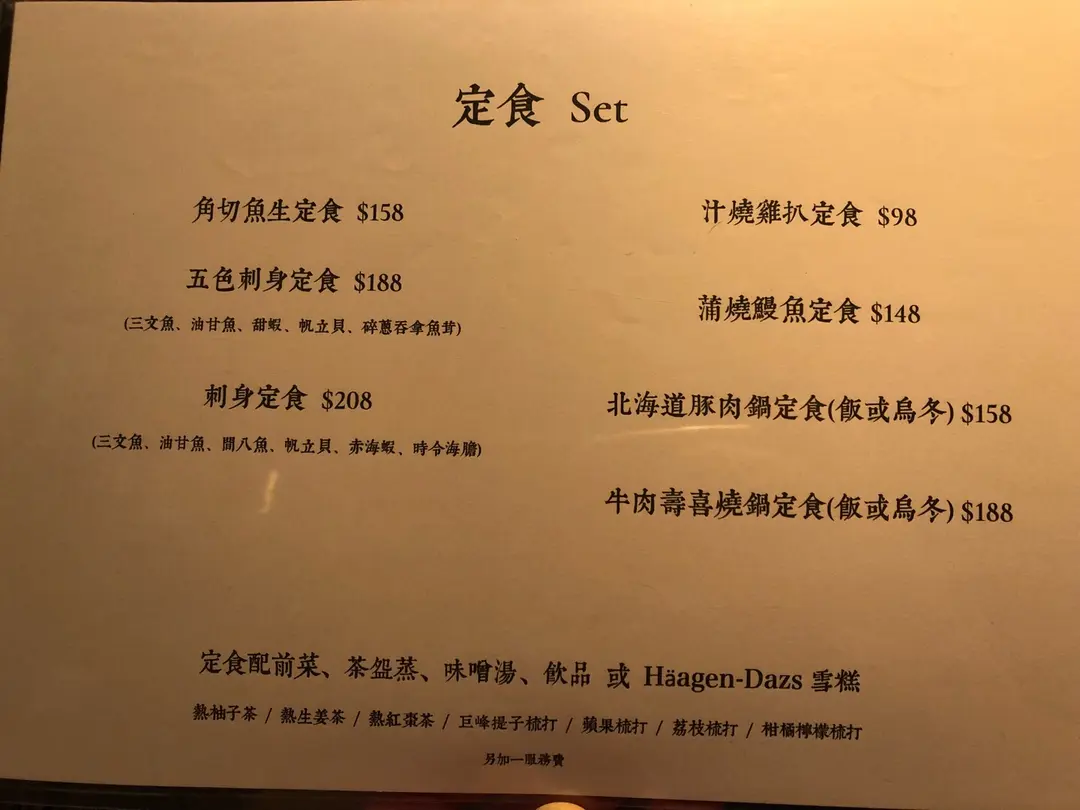 定食 Set
角切魚生定食 $158
五色刺身定食 $188
(三文魚、油甘魚、甜蝦、帆立貝、碎蔥吞拿魚茸)
刺身定食 $208
(三文魚、油甘魚、間八魚、帆立貝、赤海蝦、時令海膽)
汁燒雞扒定食 $98
蒲燒鰻魚定食 $148
北海道豚肉鍋定食(飯或烏冬) $158
牛肉壽喜燒鍋定食(飯或烏冬) $188
定食配前菜、茶盌蒸、味噌湯、飲品 或 Häagen-Dazs 雪糕
熱柚子茶 / 熱生姜茶 / 熱紅棗茶 / 巨峰提子梳打 / 蘋果梳打 / 荔枝梳打 / 柑橘檸檬梳打
另加一服務費